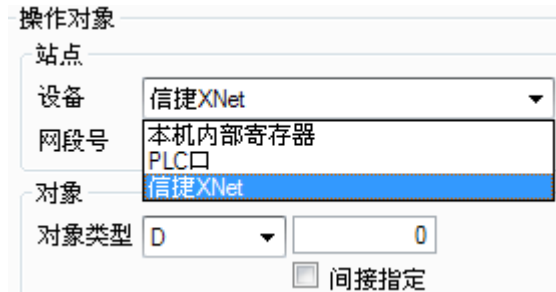 操作对象
站点
设备 信捷XNet
网段号 本机内部寄存器
PLC口
信捷XNet
对象
对象类型 D 0
间接指定